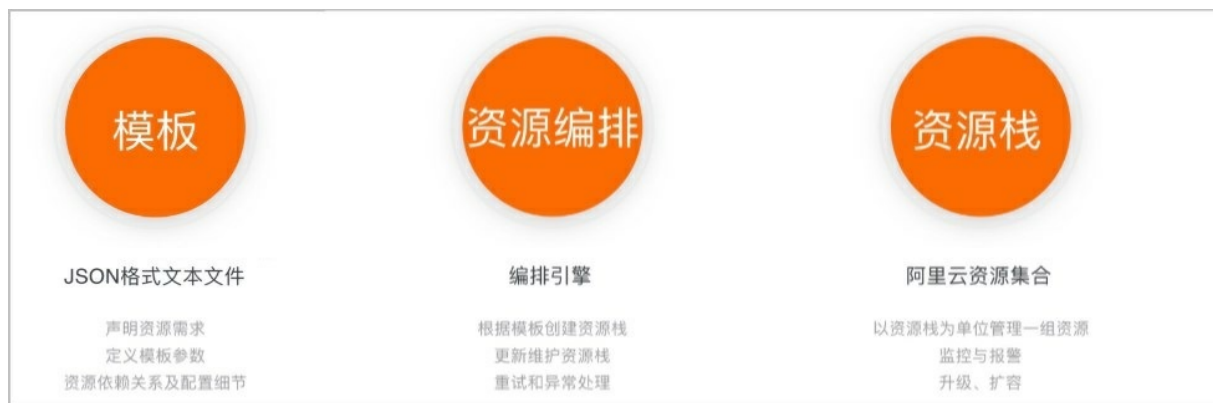 模板
资源编排
资源栈
JSON格式文本文件
编排引擎
阿里云资源集合
声明资源需求
根据模板创建资源栈
以资源栈为单位管理一组资源
定义模板参数
更新维护资源栈
监控与报警
资源依赖关系及配置细节
重试和异常处理
升级、扩容